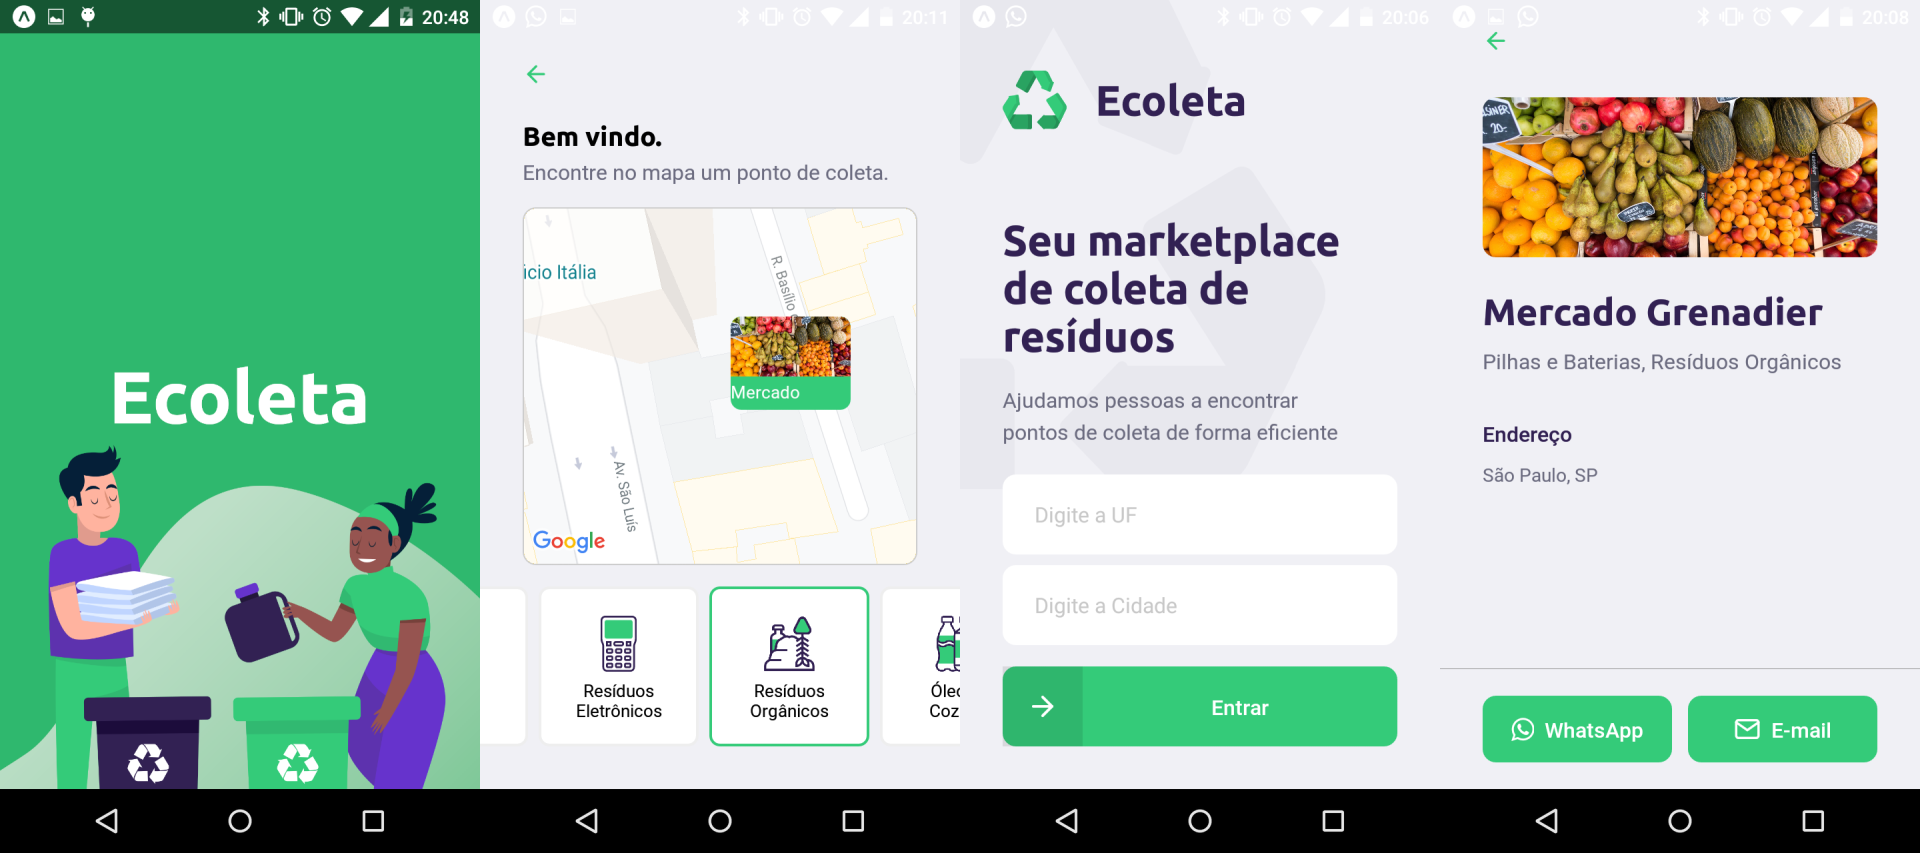 20:48
Ecoleta
20:11
Bem vindo.
Encontre no mapa um ponto de coleta.
icio Itália
R. Basílio
Mercado
Av. São Luís
Google
Resíduos
Eletrônicos
Resíduos
Orgânicos
Óleo
Coz
20:06
Ecoleta
Seu marketplace
de coleta de
resíduos
Ajudamos pessoas a encontrar
pontos de coleta de forma eficiente
Digite a UF
Digite a Cidade
Entrar
20:08
20-
Mercado Grenadier
Pilhas e Baterias, Resíduos Orgânicos
Endereço
São Paulo, SP
WhatsApp
E-mail